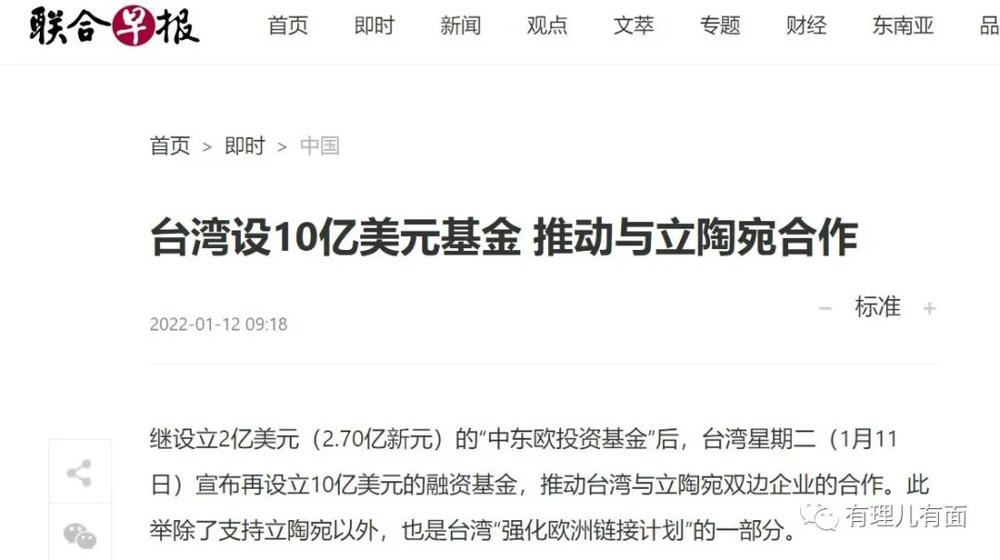 联合早报 首页 即时 新闻 观点 文萃 专题 财经 东南亚 品
首页 > 即时 > 中国
台湾设10亿美元基金 推动与立陶宛合作
− 标准 +
2022-01-12 09:18
继设立2亿美元（2.70亿新元）的“中东欧投资基金”后，台湾星期二（1月11
日）宣布再设立10亿美元的融资基金，推动台湾与立陶宛双边企业的合作。此
举除了支持立陶宛以外，也是台湾“强化欧洲链接计划”的一部分。
有理儿有面